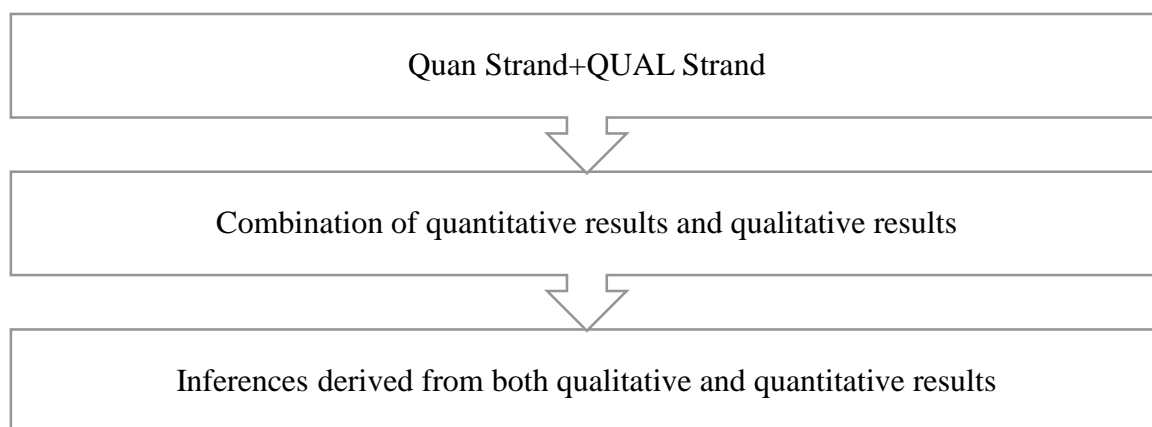 Quan Strand+QUAL Strand
Combination of quantitative results and qualitative results
Inferences derived from both qualitative and quantitative results